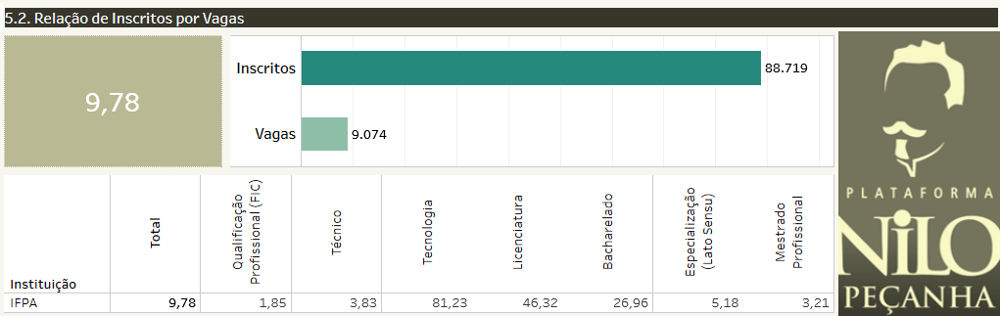 5.2. Relação de Inscritos por Vagas
9,78
Inscritos
88.719
Vagas
9.074
PLATAFORMA
NILO
PEÇANHA
Instituição
Total
Qualificação
Profissional (FIC)
Técnico
Tecnologia
Licenciatura
Bacharelado
Especialização
(Lato Sensu)
Mestrado
Profissional
IFPA 9,78 1,85 3,83 81,23 46,32 26,96 5,18 3,21